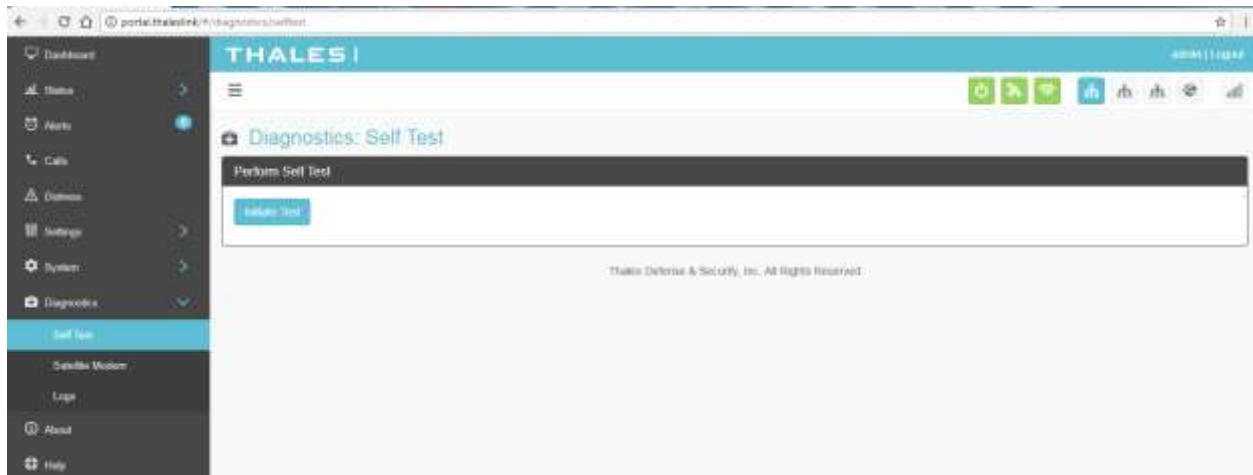 portal.thaleslink/#/diagnostics/selftest
THALES
admin | Logout
Dashboard
Status
Alerts
Calls
Distress
Settings
System
Diagnostics
Self Test
Satellite Modem
Logs
About
Help
Diagnostics: Self Test
Perform Self Test
Initiate Test
Thales Defense & Security, Inc. All Rights Reserved